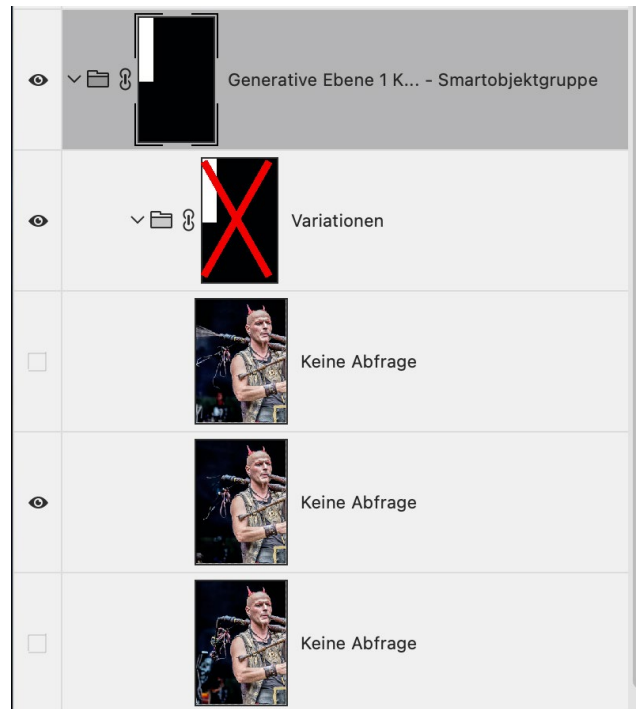 Generative Ebene 1 K... - Smartobjektgruppe
Variationen
Keine Abfrage
Keine Abfrage
Keine Abfrage